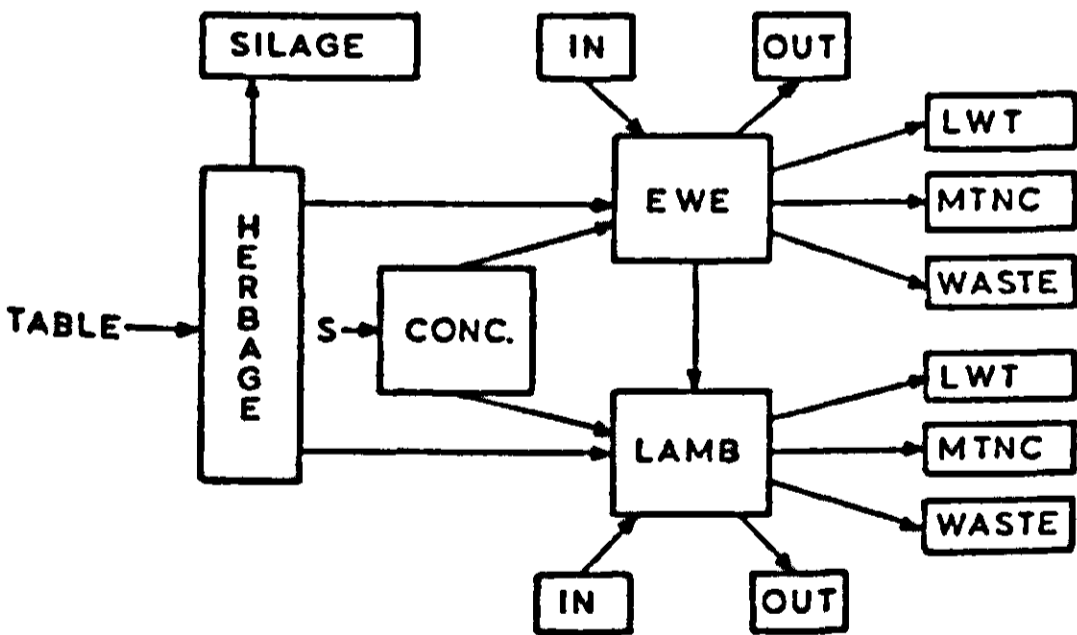 SILAGE
IN
OUT
LWT
EWE
MTNC
WASTE
HERBAGE
TABLE
S
CONC.
LWT
LAMB
MTNC
WASTE
IN
OUT